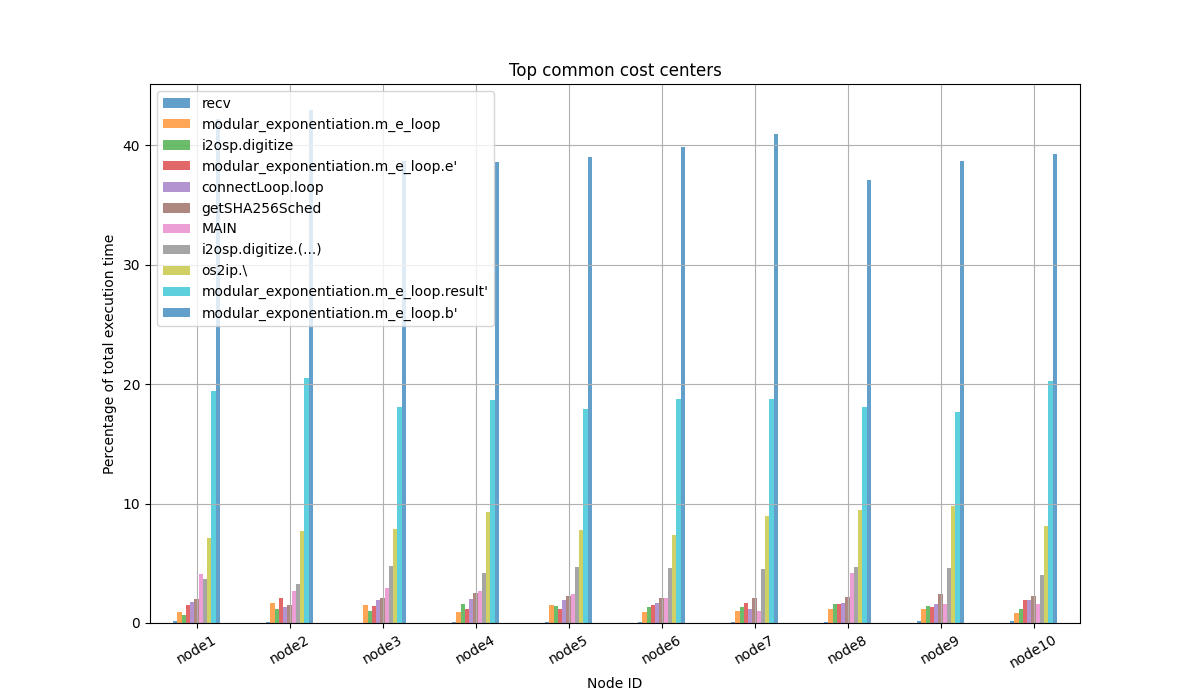 Top common cost centers
recv
modular_exponentiation.m_e_loop
i2osp.digitize
modular_exponentiation.m_e_loop.e'
connectLoop.loop
getSHA256Sched
MAIN
i2osp.digitize.(...)
os2ip.\
modular_exponentiation.m_e_loop.result'
modular_exponentiation.m_e_loop.b'
Percentage of total execution time
40
30
20
10
0
node1 node2 node3 node4 node5 node6 node7 node8 node9 node10
Node ID